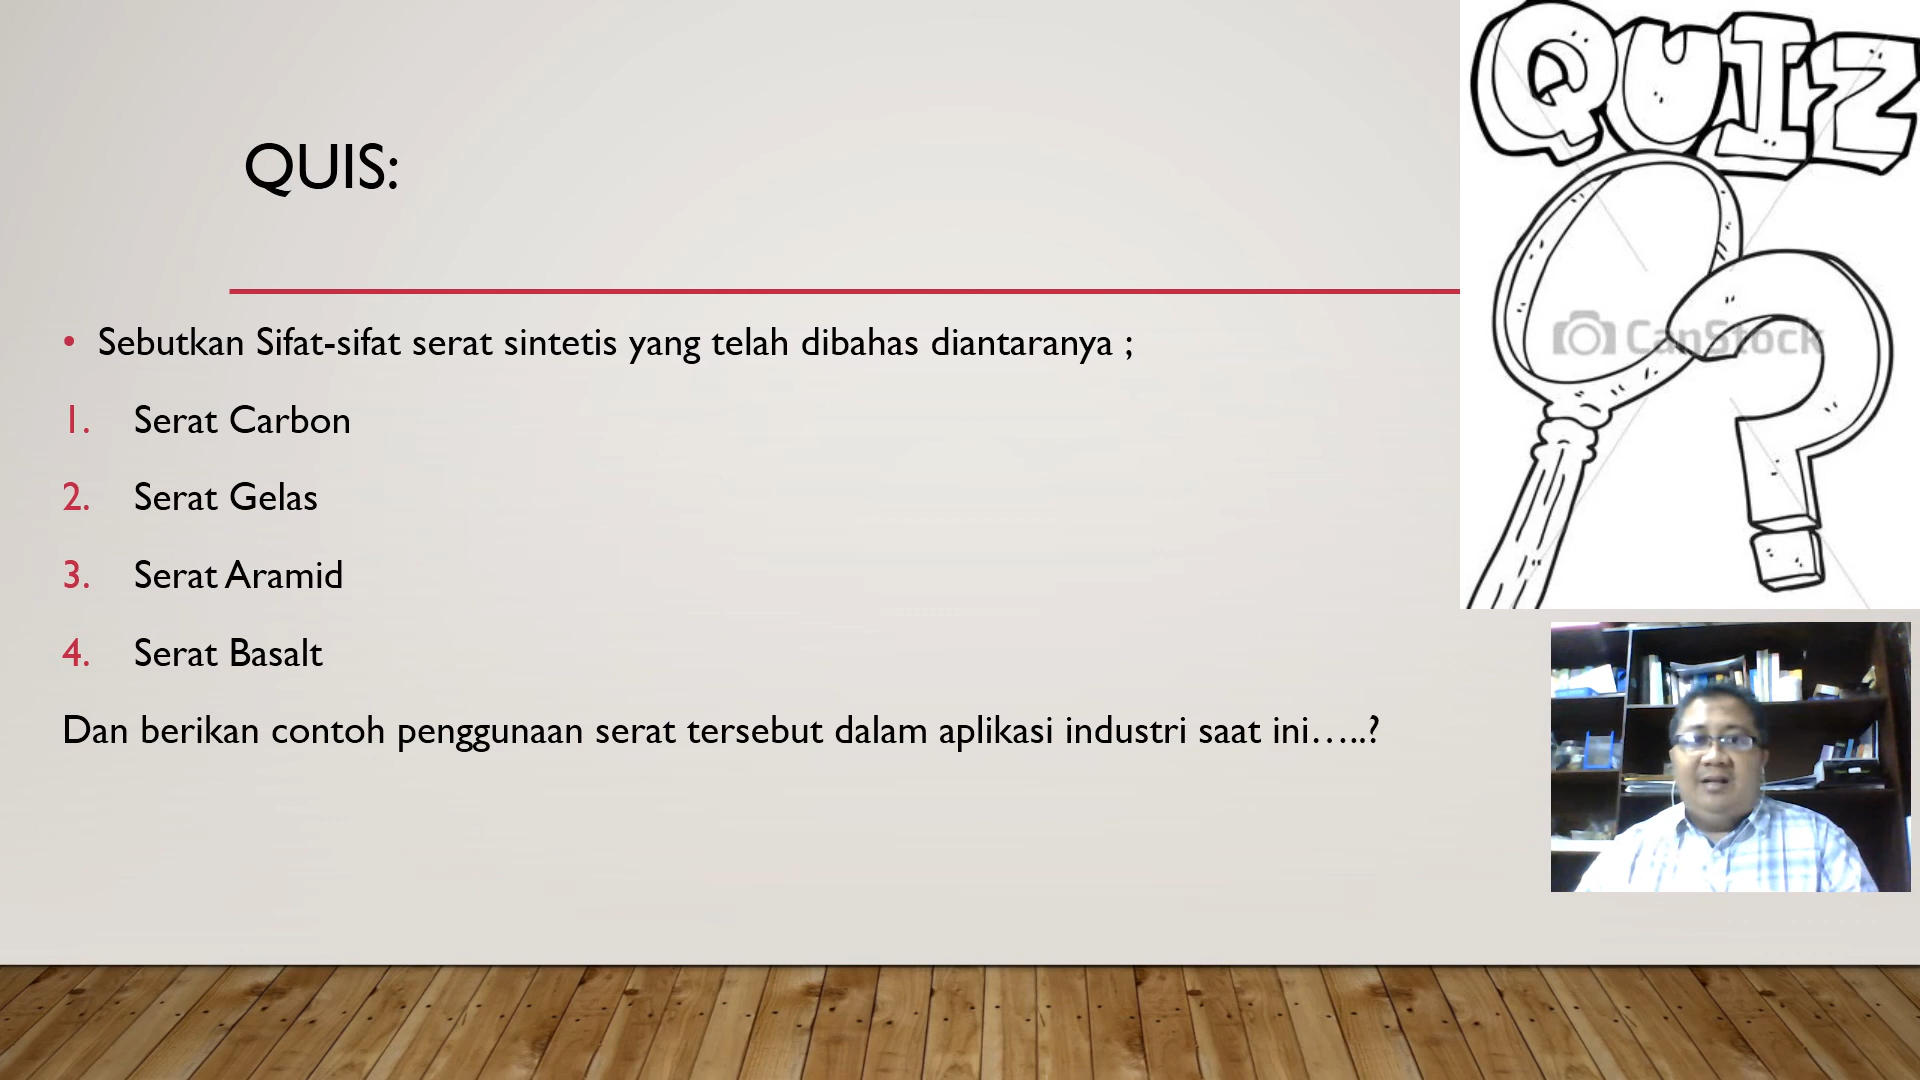 QUIZ
QUIS:
• Sebutkan Sifat-sifat serat sintetis yang telah dibahas diantaranya ;
1. Serat Carbon
2. Serat Gelas
3. Serat Aramid
4. Serat Basalt
Dan berikan contoh penggunaan serat tersebut dalam aplikasi industri saat ini…..?
CanStock